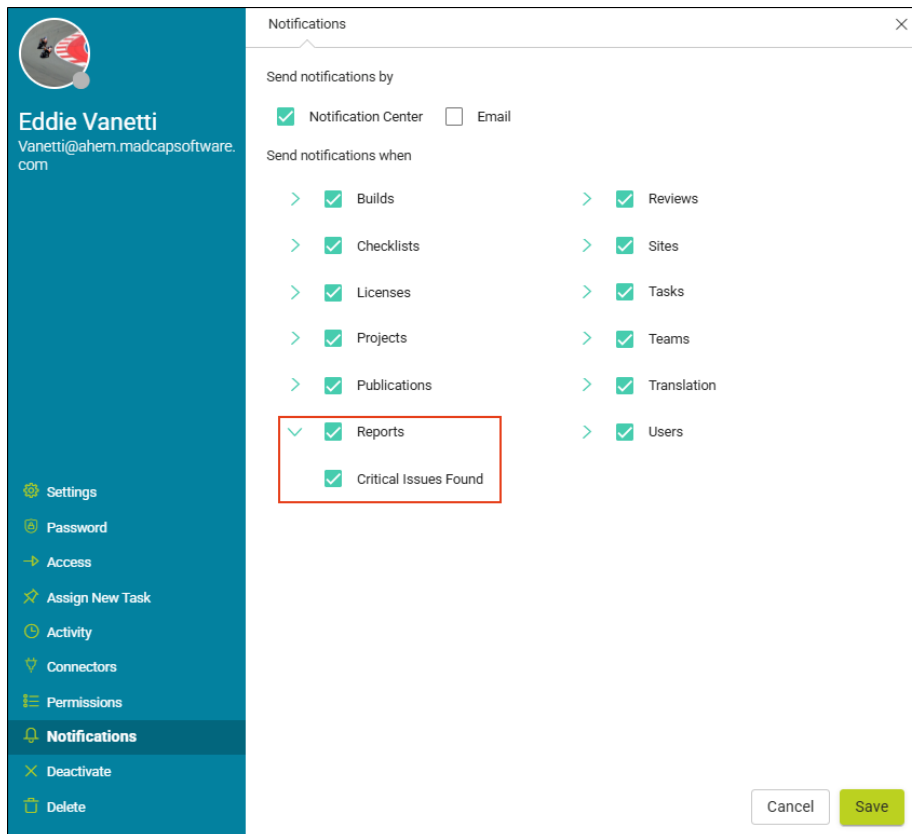 Eddie Vanetti
Vanetti@ahem.madcapsoftware.
com
Settings
Password
Access
Assign New Task
Activity
Connectors
Permissions
Notifications
Deactivate
Delete
Notifications
Send notifications by
Notification Center Email
Send notifications when
Builds Reviews
Checklists Sites
Licenses Tasks
Projects Teams
Publications Translation
Reports Users
Critical Issues Found
Cancel Save